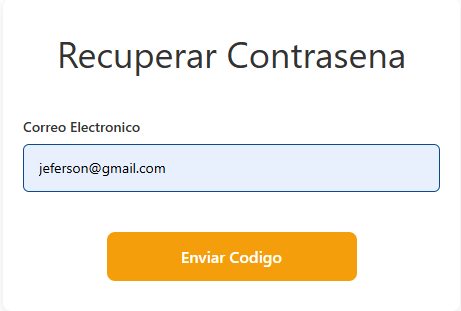 Recuperar Contrasena
Correo Electronico
jeferson@gmail.com
Enviar Codigo